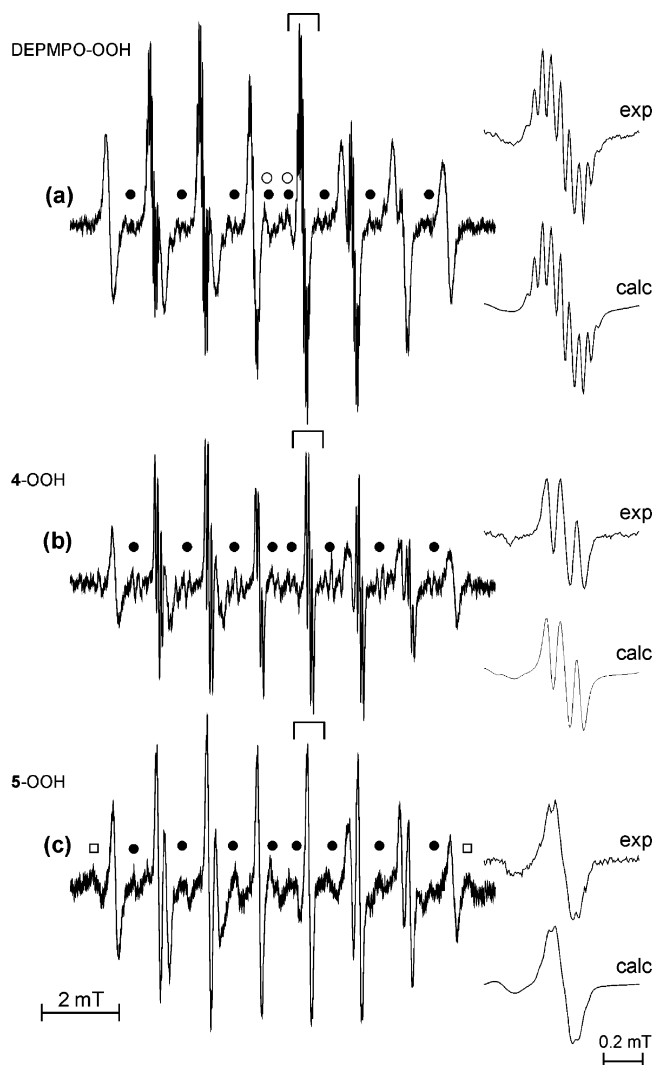 DEPMPO-OOH
exp
(a)
calc
4-OOH
exp
(b)
calc
5-OOH
exp
(c)
calc
2 mT
0.2 mT